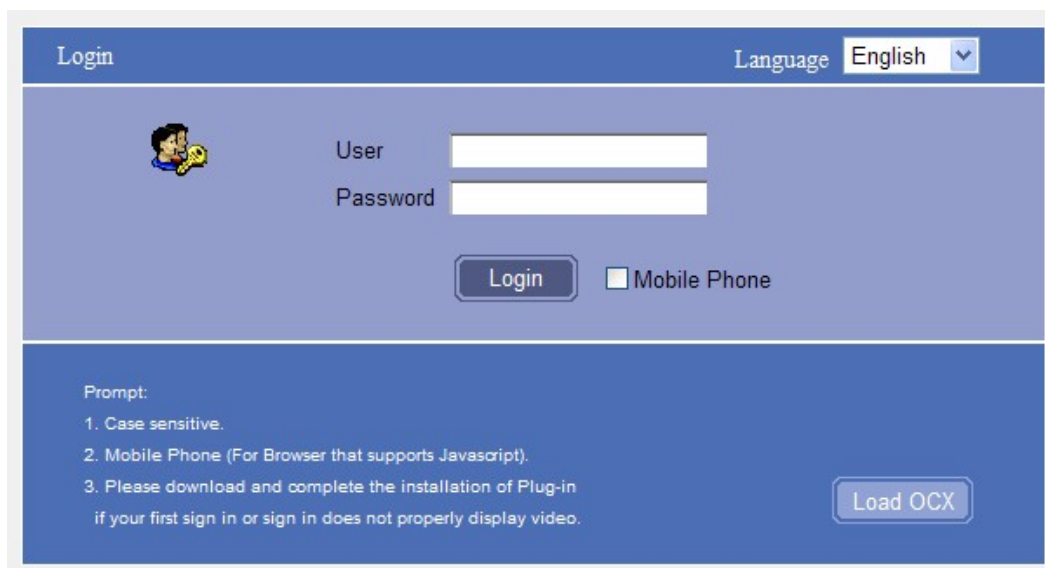 Login
Language English
User
Password
Login Mobile Phone
Prompt:
1. Case sensitive.
2. Mobile Phone (For Browser that supports Javascript).
3. Please download and complete the installation of Plug-in
if your first sign in or sign in does not properly display video.
Load OCX